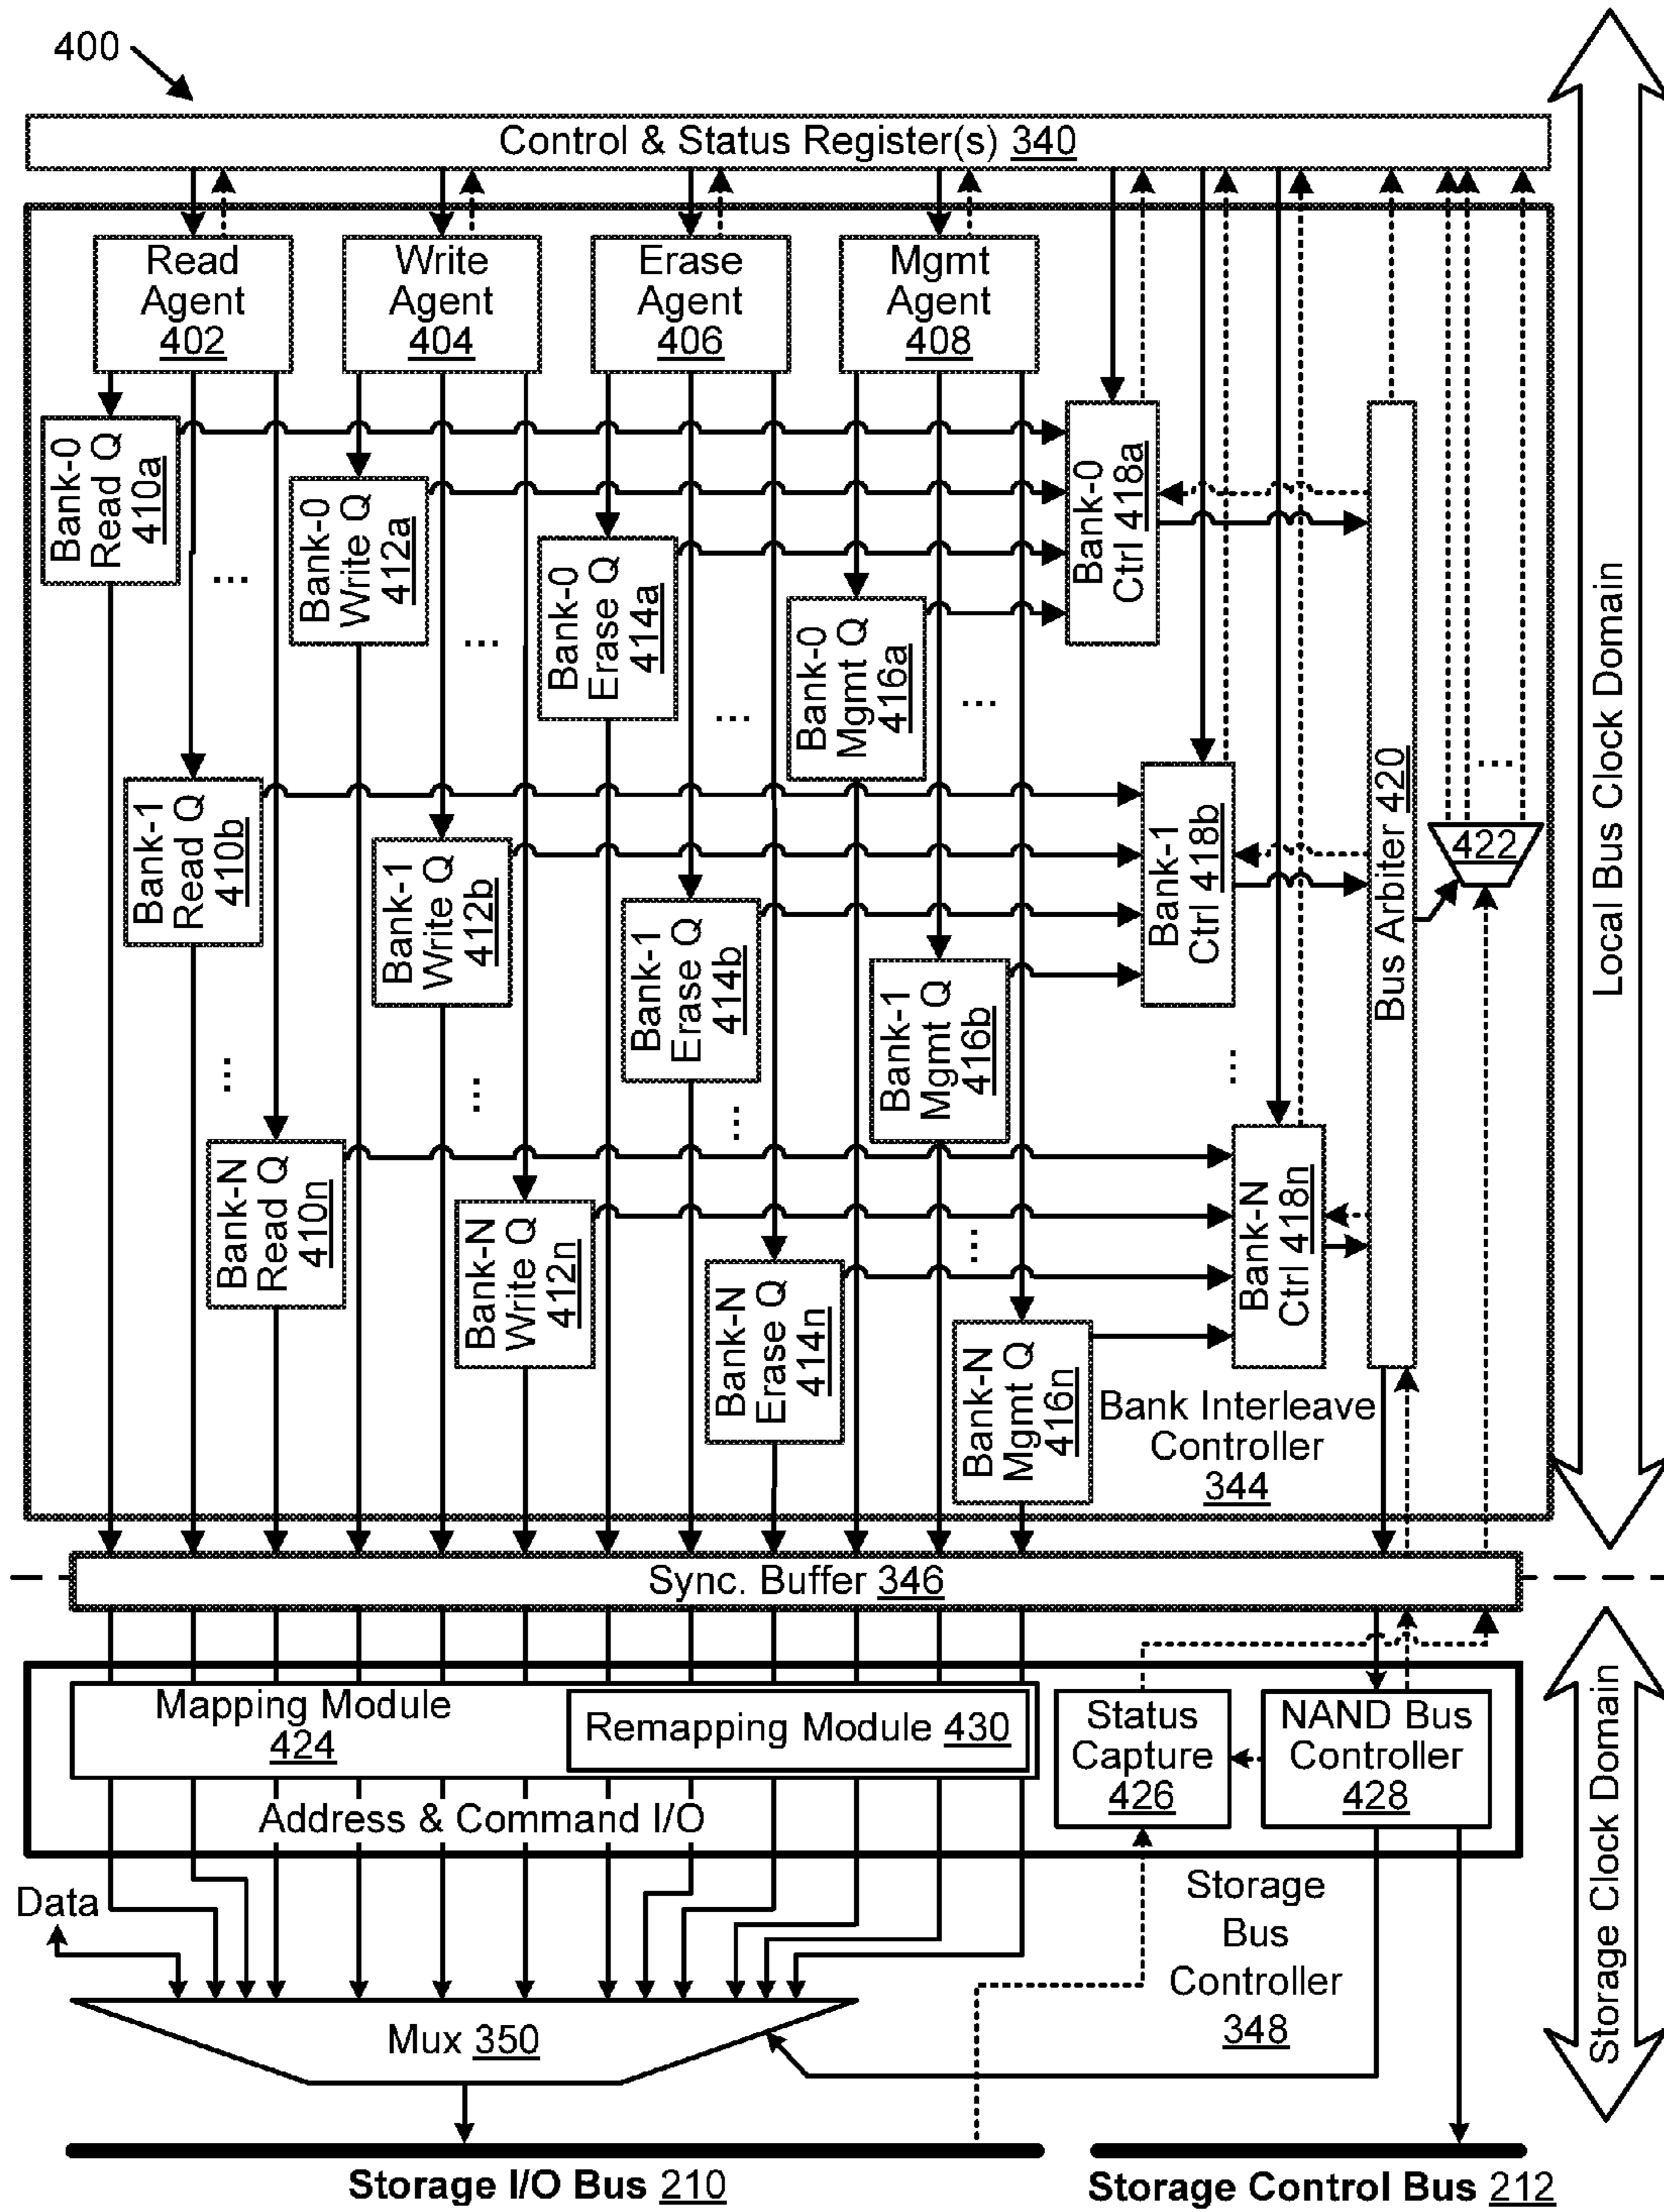 400
Control & Status Register(s) 340
Read
Agent
402
Write
Agent
404
Erase
Agent
406
Mgmt
Agent
408
Bank-0
Read Q
410a
Bank-0
Write Q
412a
Bank-0
Erase Q
414a
Bank-0
Mgmt Q
416a
Bank-0
Ctrl 418a
...
...
...
...
Bank-1
Read Q
410b
Bank-1
Write Q
412b
Bank-1
Erase Q
414b
Bank-1
Mgmt Q
416b
Bank-1
Ctrl 418b
Bus Arbiter 420
...
422
Local Bus Clock Domain
...
...
...
...
...
Bank-N
Read Q
410n
Bank-N
Write Q
412n
Bank-N
Erase Q
414n
Bank-N
Mgmt Q
416n
Bank-N
Ctrl 418n
Bank Interleave
Controller
344
Sync. Buffer 346
Mapping Module
424
Remapping Module 430
Status
Capture
426
NAND Bus
Controller
428
Address & Command I/O
Storage Clock Domain
Data
Storage
Bus
Controller
348
Mux 350
Storage I/O Bus 210
Storage Control Bus 212